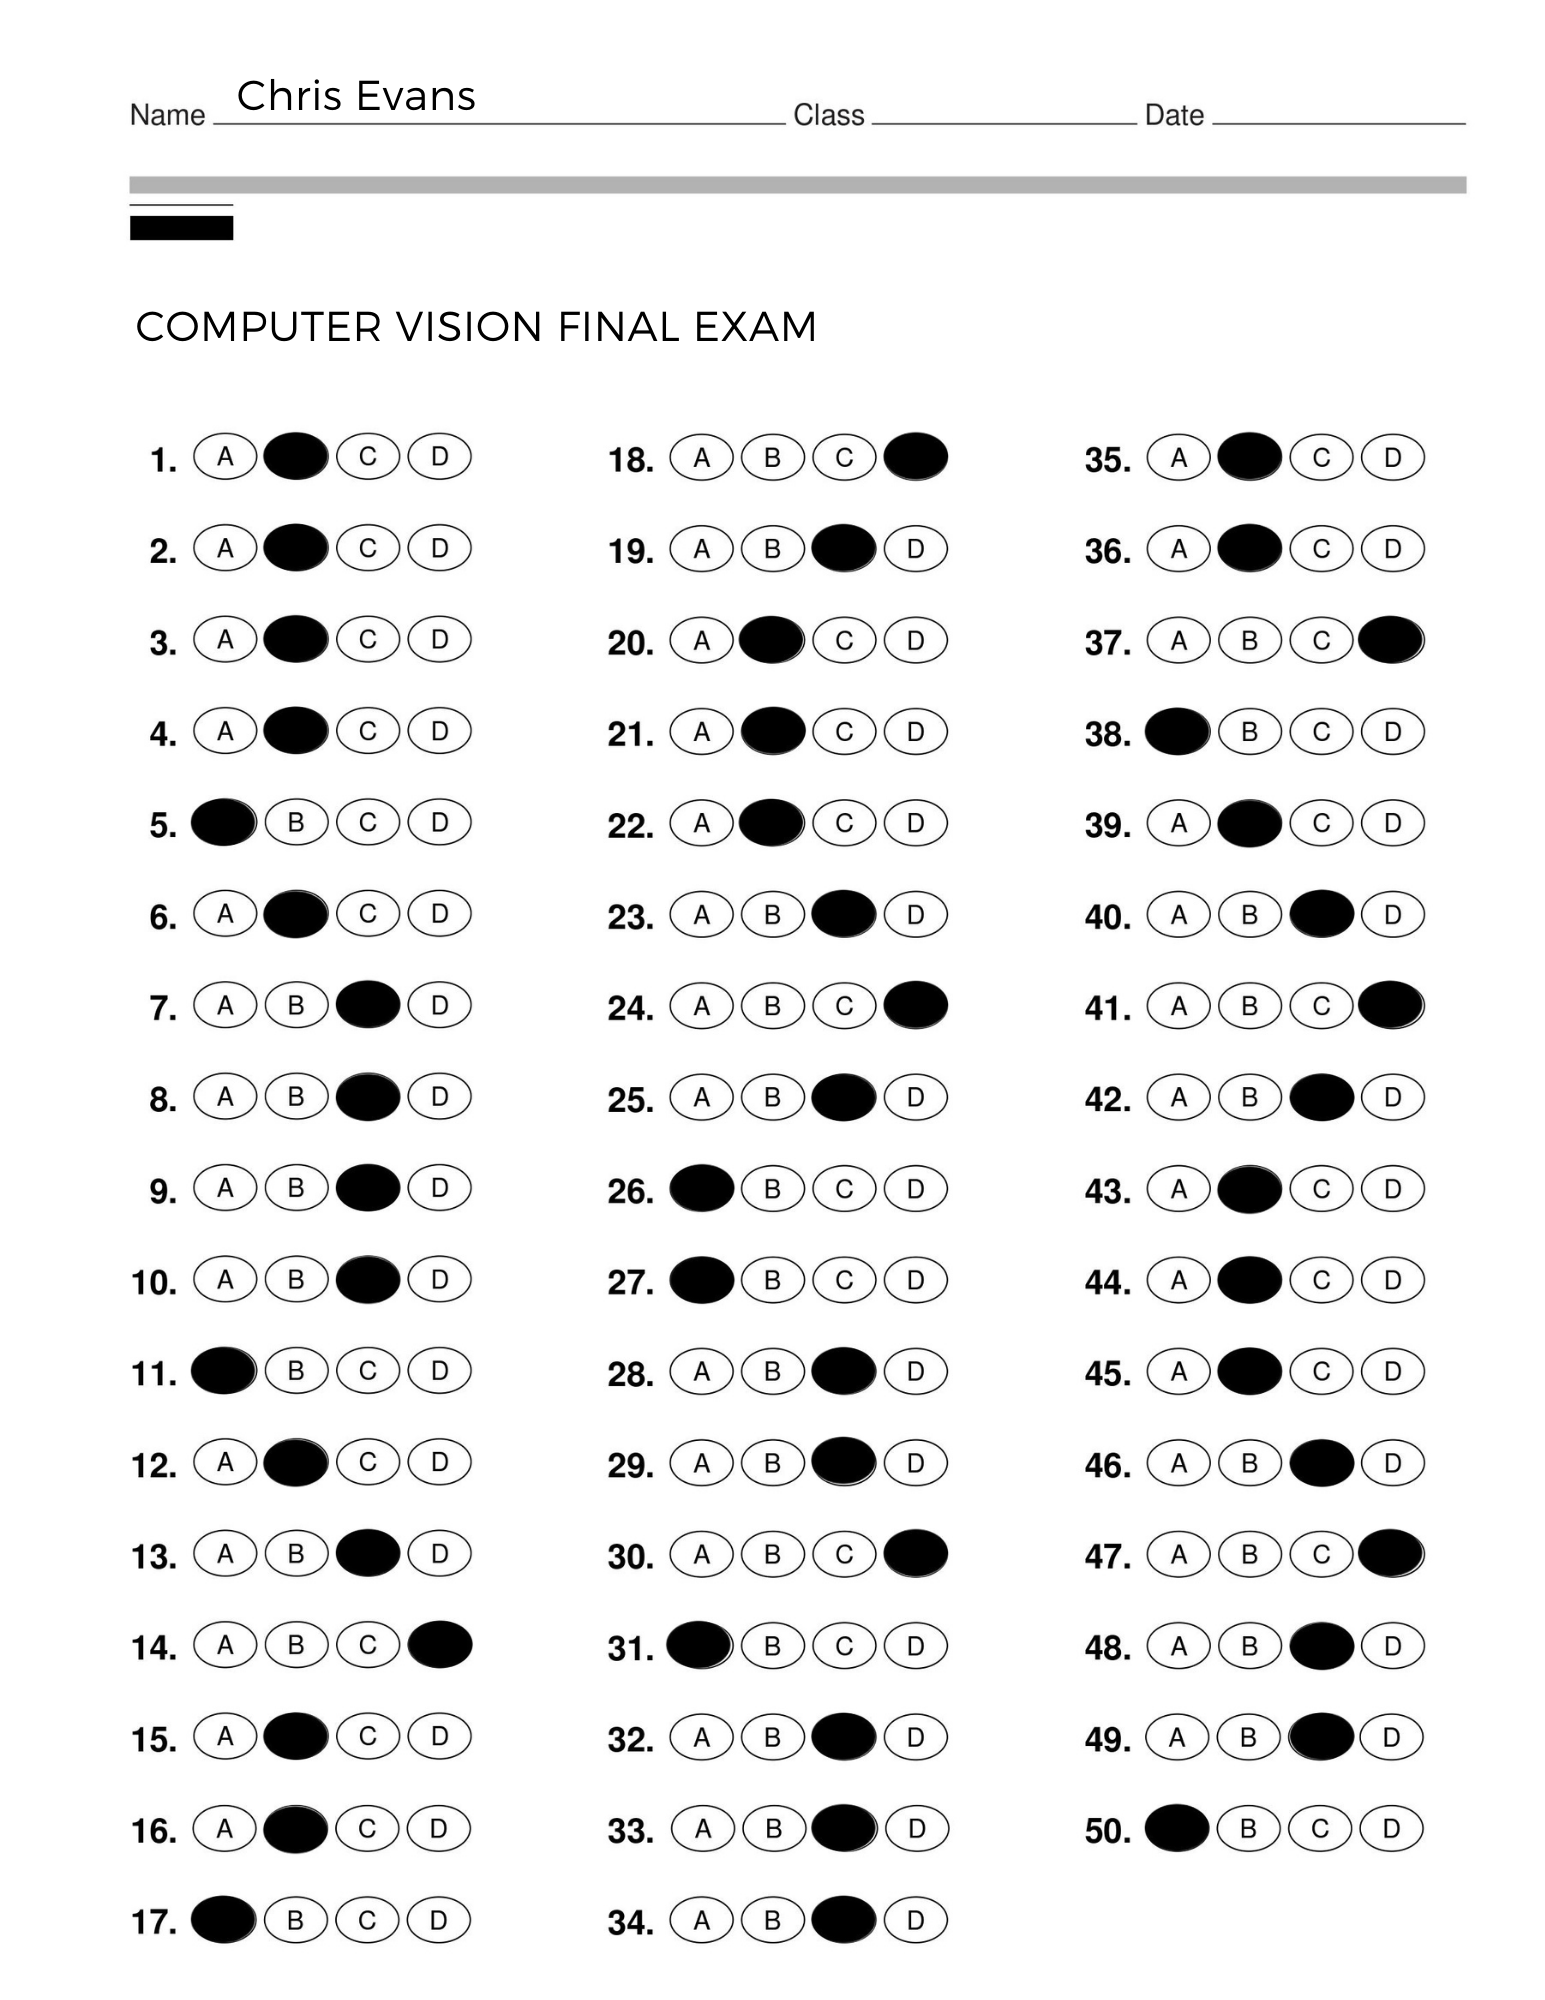 Name Chris Evans Class Date
COMPUTER VISION FINAL EXAM
1. A C D
2. A C D
3. A C D
4. A C D
5. B C D
6. A C D
7. A B D
8. A B D
9. A B D
10. A B D
11. B C D
12. A C D
13. A B D
14. A B C
15. A C D
16. A C D
17. B C D
18. A B C
19. A B D
20. A C D
21. A C D
22. A C D
23. A B D
24. A B C
25. A B D
26. B C D
27. B C D
28. A B D
29. A B D
30. A B C
31. B C D
32. A B D
33. A B D
34. A B D
35. A C D
36. A C D
37. A B C
38. B C D
39. A C D
40. A B D
41. A B C
42. A B D
43. A C D
44. A C D
45. A C D
46. A B D
47. A B C
48. A B D
49. A B D
50. B C D